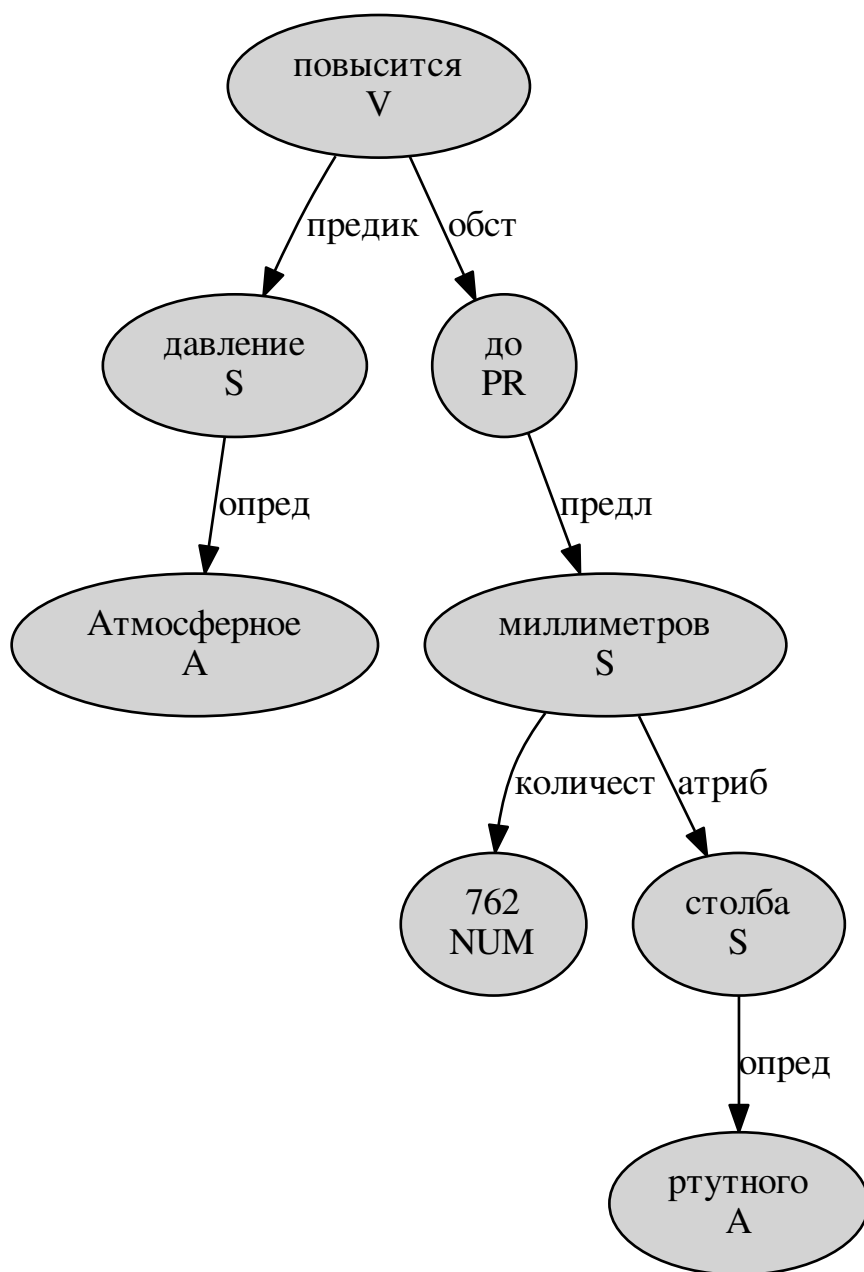 повысится
V
предик
обст
давление
S
до
PR
опред
предл
Атмосферное
A
миллиметров
S
количест
атриб
762
NUM
столба
S
опред
ртутного
A